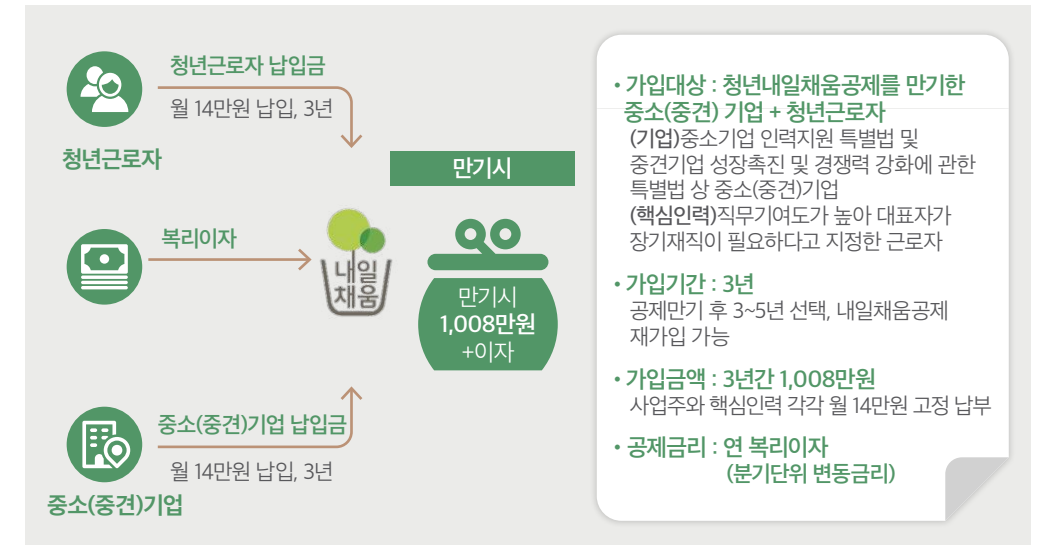 청년근로자 납입금
월 14만원 납입, 3년
청년근로자
복리이자
내일
채움
중소(중견)기업 납입금
월 14만원 납입, 3년
중소(중견)기업
만기시
만기시
1,008만원
+이자
• 가입대상 : 청년내일채움공제를 만기한
중소(중견) 기업 + 청년근로자
(기업)중소기업 인력지원 특별법 및
중견기업 성장촉진 및 경쟁력 강화에 관한
특별법 상 중소(중견)기업
(핵심인력)직무기여도가 높아 대표자가
장기재직이 필요하다고 지정한 근로자
• 가입기간 : 3년
공제만기 후 3~5년 선택, 내일채움공제
재가입 가능
• 가입금액 : 3년간 1,008만원
사업주와 핵심인력 각각 월 14만원 고정 납부
• 공제금리 : 연 복리이자
(분기단위 변동금리)